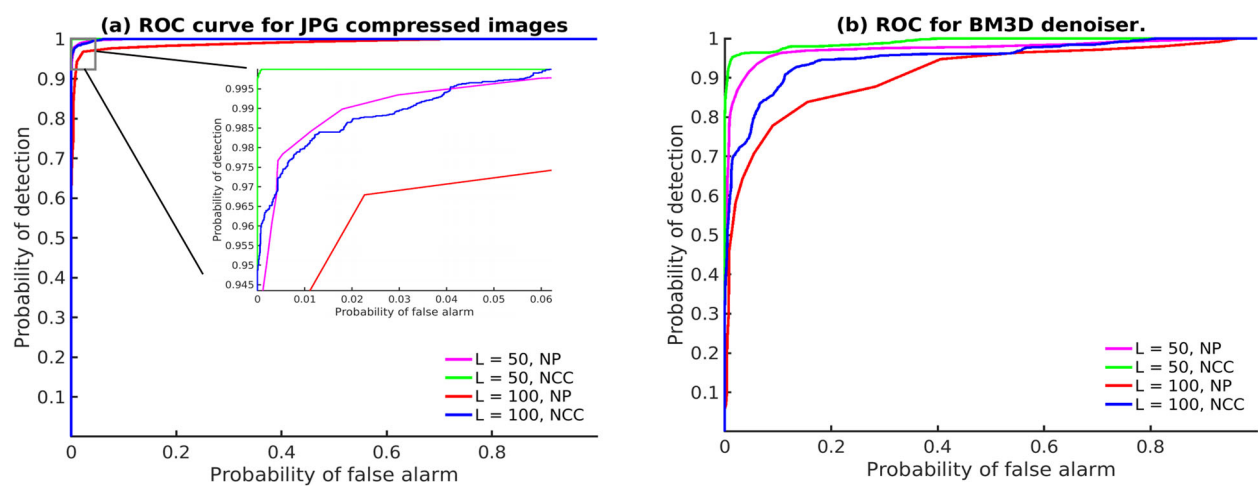 (a) ROC curve for JPG compressed images
1
0.9
0.8
0.7
0.6
0.5
0.4
0.3
0.2
0.1
Probability of detection
0 0.2 0.4 0.6 0.8
Probability of false alarm
0.995
0.99
0.985
0.98
0.975
0.97
0.965
0.96
0.955
0.95
0.945
Probability of detection
0 0.01 0.02 0.03 0.04 0.05 0.06
Probability of false alarm
L = 50, NP
L = 50, NCC
L = 100, NP
L = 100, NCC
(b) ROC for BM3D denoiser.
1
0.9
0.8
0.7
0.6
0.5
0.4
0.3
0.2
0.1
Probability of detection
0 0.2 0.4 0.6 0.8
Probability of false alarm
L = 50, NP
L = 50, NCC
L = 100, NP
L = 100, NCC